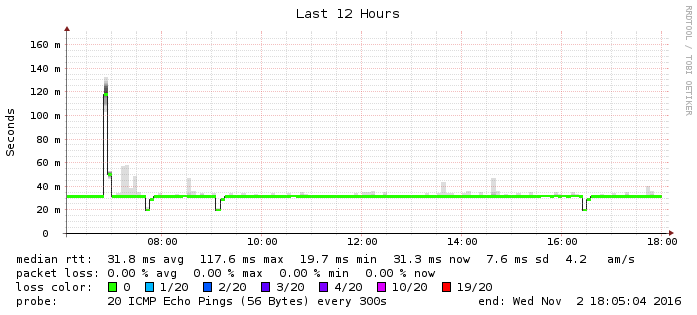 Last 12 Hours
RRDTOOL / TOBI OETIKER
Seconds
160 m
140 m
120 m
100 m
80 m
60 m
40 m
20 m
0
08:00 10:00 12:00 14:00 16:00 18:00
median rtt: 31.8 ms avg 117.6 ms max 19.7 ms min 31.3 ms now 7.6 ms sd 4.2 am/s
packet loss: 0.00 % avg 0.00 % max 0.00 % min 0.00 % now
loss color: 0 1/20 2/20 3/20 4/20 10/20 19/20
probe: 20 ICMP Echo Pings (56 Bytes) every 300s end: Wed Nov 2 18:05:04 2016